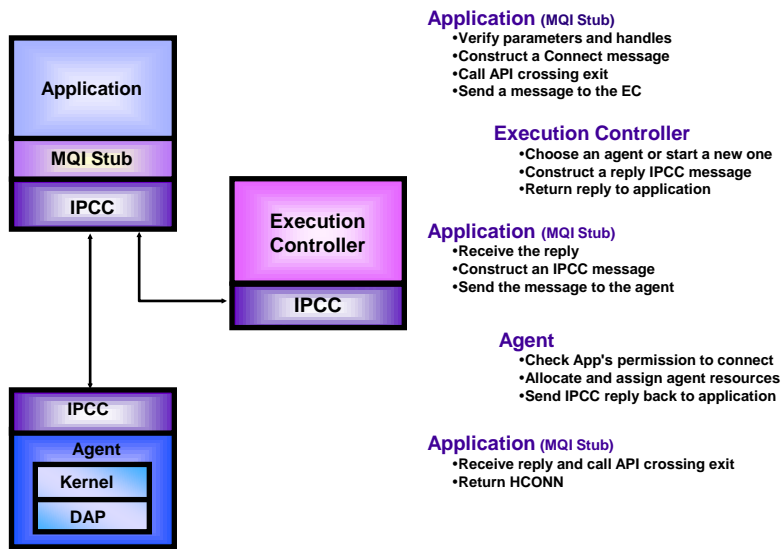 Application
MQI Stub
IPCC
Execution
Controller
IPCC
IPCC
Agent
Kernel
DAP
Application (MQI Stub)
•Verify parameters and handles
•Construct a Connect message
•Call API crossing exit
•Send a message to the EC
Execution Controller
•Choose an agent or start a new one
•Construct a reply IPCC message
•Return reply to application
Application (MQI Stub)
•Receive the reply
•Construct an IPCC message
•Send the message to the agent
Agent
•Check App's permission to connect
•Allocate and assign agent resources
•Send IPCC reply back to application
Application (MQI Stub)
•Receive reply and call API crossing exit
•Return HCONN